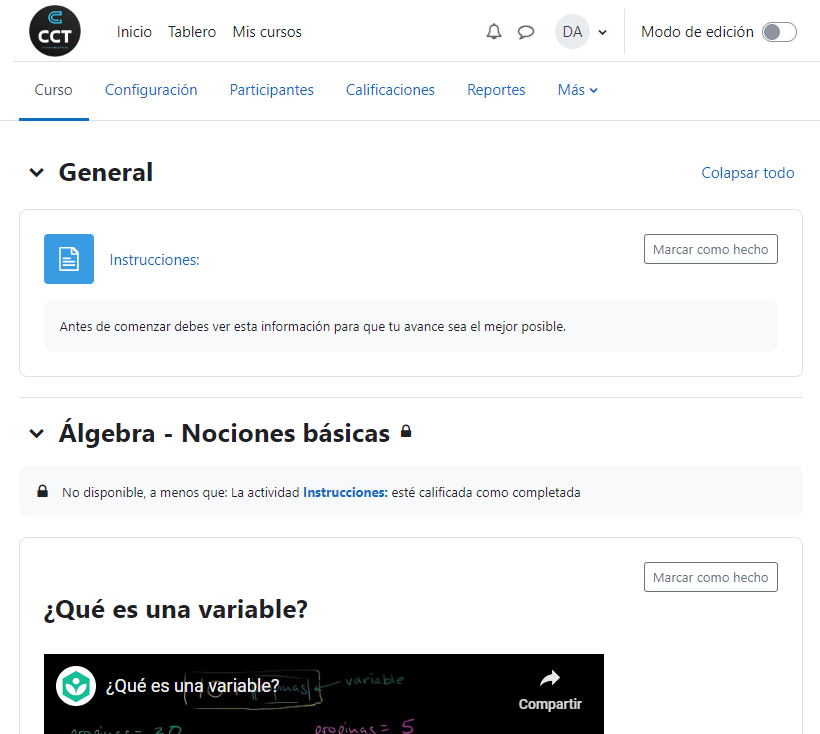 CCT
Inicio Tablero Mis cursos DA Modo de edición
Curso Configuración Participantes Calificaciones Reportes Más
General Colapsar todo
Instrucciones: Marcar como hecho
Antes de comenzar debes ver esta información para que tu avance sea el mejor posible.
Álgebra - Nociones básicas
No disponible, a menos que: La actividad Instrucciones: esté calificada como completada
Marcar como hecho
¿Qué es una variable?
¿Qué es una variable? variable
Compartir
propinas = 30 propinas = 5